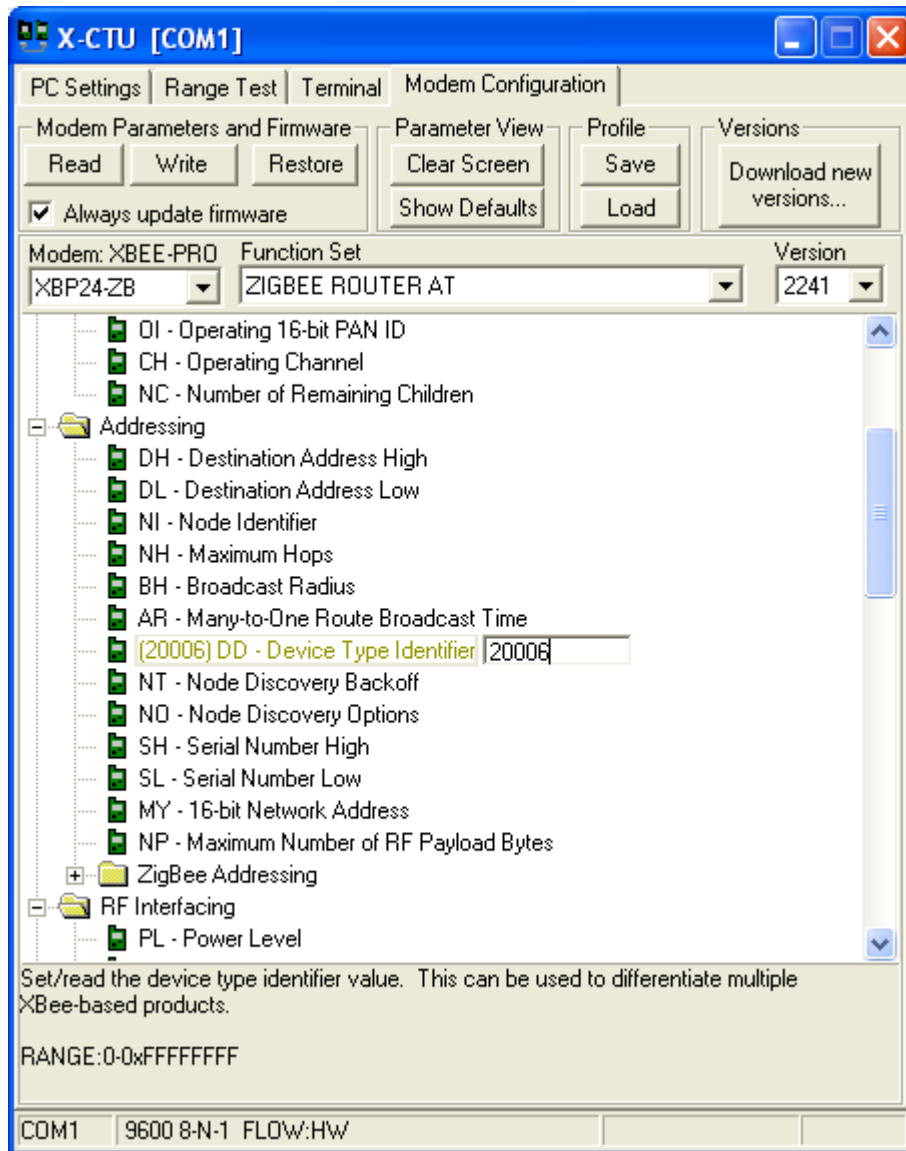 X-CTU [COM1]
PC Settings Range Test Terminal Modem Configuration
Modem Parameters and Firmware Parameter View Profile Versions
Read Write Restore Clear Screen Save Download new versions...
Always update firmware Show Defaults Load
Modem: XBEE-PRO Function Set Version
XBP24-ZB ZIGBEE ROUTER AT 2241
OI - Operating 16-bit PAN ID
CH - Operating Channel
NC - Number of Remaining Children
Addressing
DH - Destination Address High
DL - Destination Address Low
NI - Node Identifier
NH - Maximum Hops
BH - Broadcast Radius
AR - Many-to-One Route Broadcast Time
(20006) DD - Device Type Identifier 20006
NT - Node Discovery Backoff
NO - Node Discovery Options
SH - Serial Number High
SL - Serial Number Low
MY - 16-bit Network Address
NP - Maximum Number of RF Payload Bytes
ZigBee Addressing
RF Interfacing
PL - Power Level
Set/read the device type identifier value.  This can be used to differentiate multiple
XBee-based products.
RANGE:0-0xFFFFFFFF
COM1 9600 8-N-1 FLOW:HW